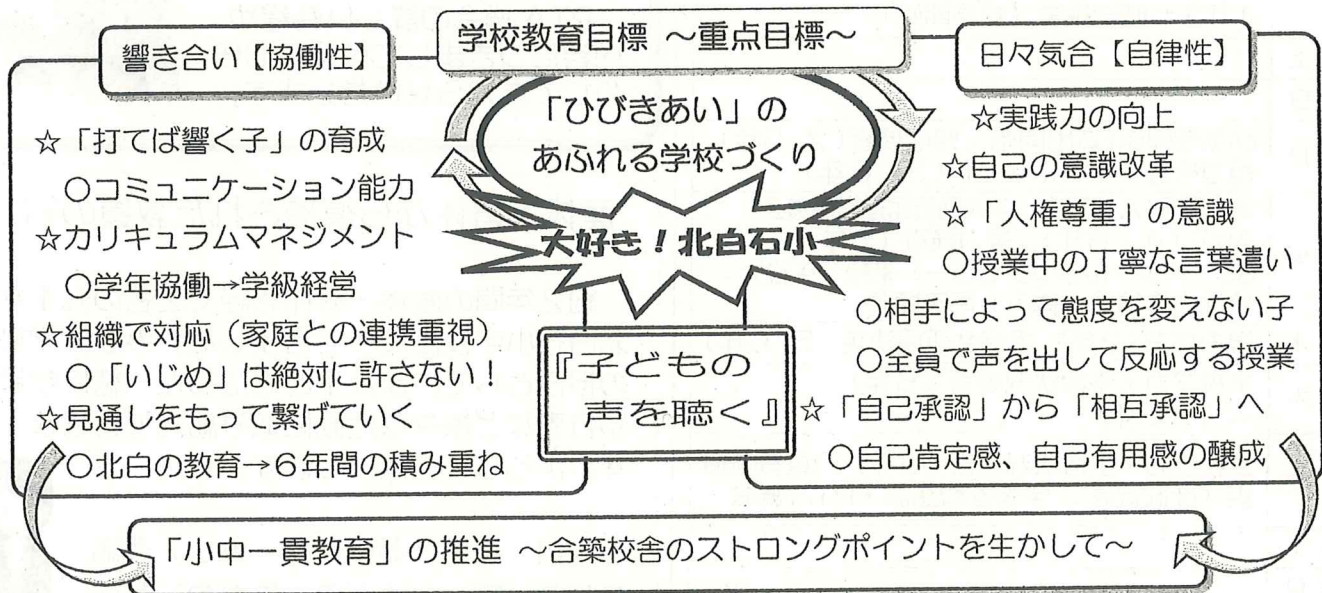 学校教育目標 ~重点目標~
響き合い【協働性】
☆「打てば響く子」の育成
○コミュニケーション能力
☆カリキュラムマネジメント
○学年協働→学級経営
☆組織で対応(家庭との連携重視)
○「いじめ」は絶対に許さない!
☆見通しをもって繋げていく
○北白の教育→6年間の積み重ね
「ひびきあい」の
あふれる学校づくり
大好き!北白石小
『子どもの
声を聴く』
日々気合【自律性】
☆実践力の向上
☆自己の意識改革
☆「人権尊重」の意識
○授業中の丁寧な言葉遣い
○相手によって態度を変えない子
○全員で声を出して反応する授業
☆「自己承認」から「相互承認」へ
○自己肯定感、自己有用感の醸成
「小中一貫教育」の推進 ~合築校舎のストロングポイントを生かして~